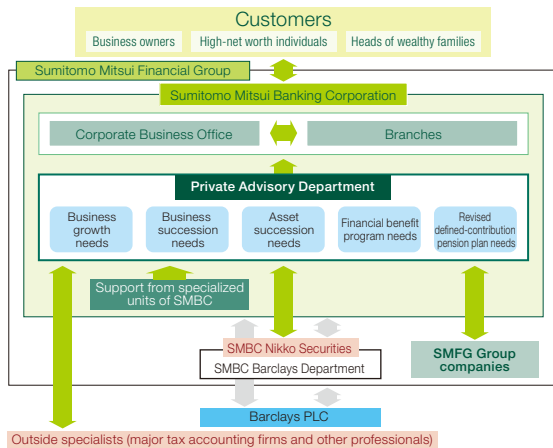 Customers
Business owners
High-net worth individuals
Heads of wealthy families
Sumitomo Mitsui Financial Group
Sumitomo Mitsui Banking Corporation
Corporate Business Office
Branches
Private Advisory Department
Business
growth
needs
Business
succession
needs
Asset
succession
needs
Financial benefit
program needs
Revised
defined-contribution
pension plan needs
Support from specialized
units of SMBC
SMBC Nikko Securities
SMBC Barclays Department
SMFG Group
companies
Barclays PLC
Outside specialists (major tax accounting firms and other professionals)